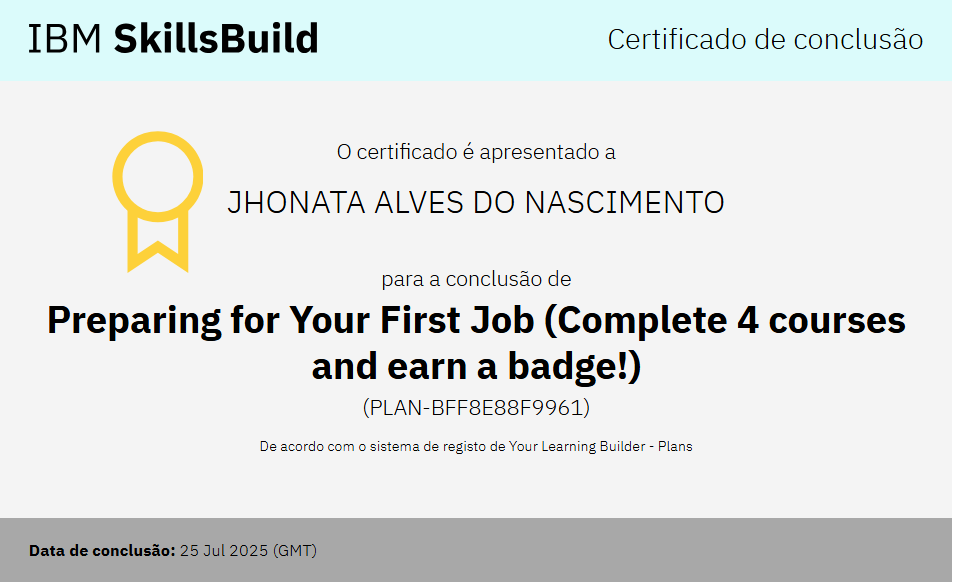 IBM SkillsBuild
Certificado de conclusão
O certificado é apresentado a
JHONATA ALVES DO NASCIMENTO
para a conclusão de
Preparing for Your First Job (Complete 4 courses
and earn a badge!)
(PLAN-BFF8E88F9961)
De acordo com o sistema de registo de Your Learning Builder - Plans
Data de conclusão: 25 Jul 2025 (GMT)